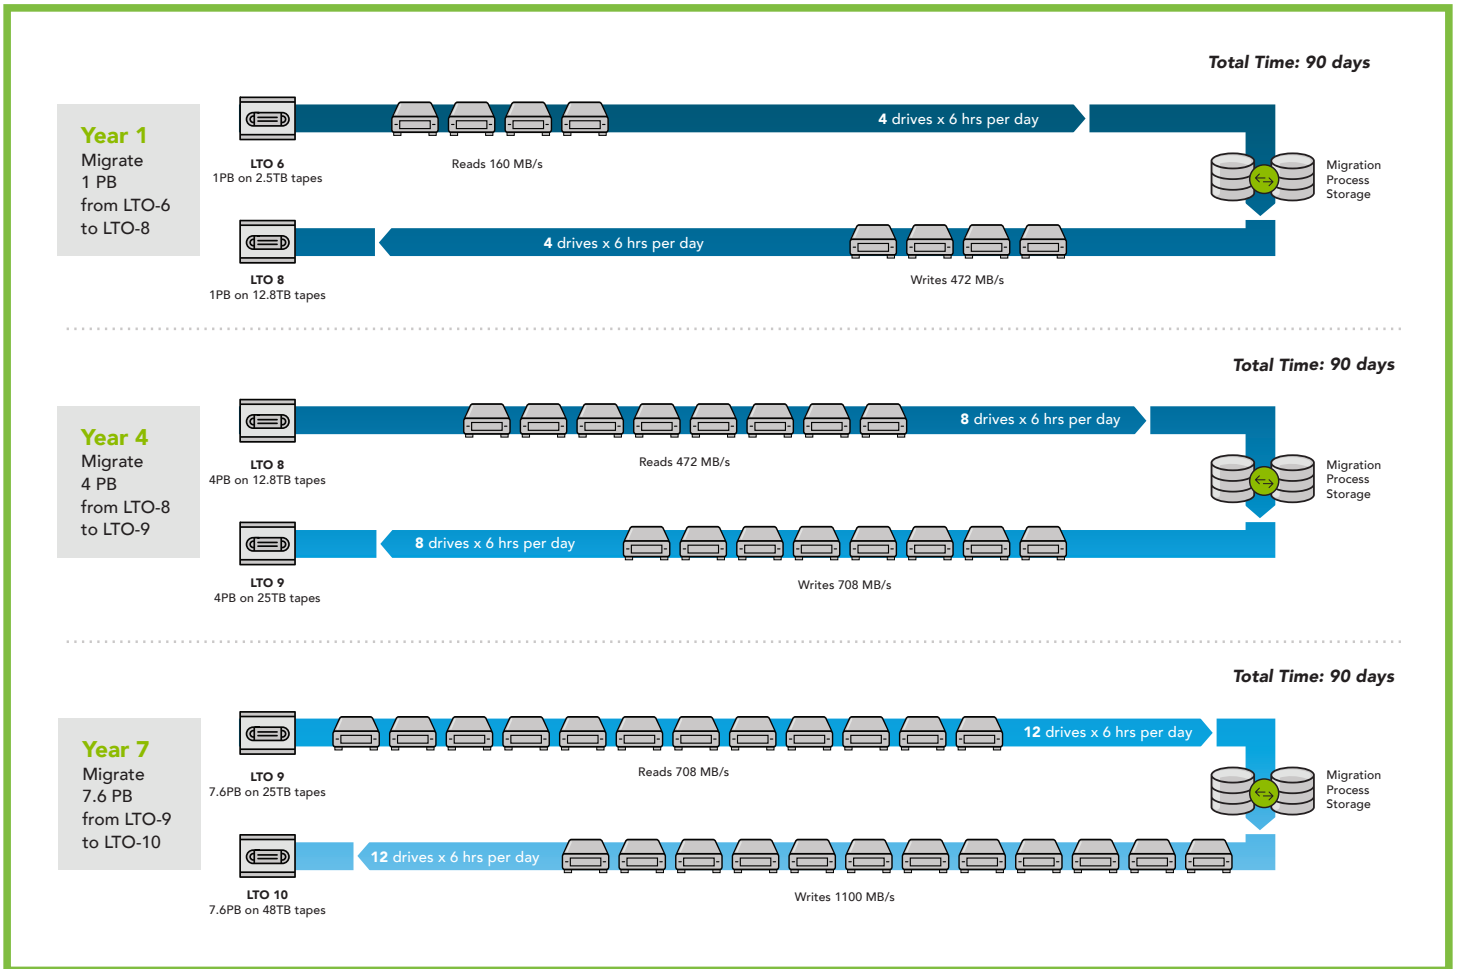 Total Time: 90 days
Year 1
Migrate
1 PB
from LTO-6
to LTO-8
LTO 6
1PB on 2.5TB tapes
Reads 160 MB/s
4 drives x 6 hrs per day
Migration
Process
Storage
4 drives x 6 hrs per day
Writes 472 MB/s
LTO 8
1PB on 12.8TB tapes
Total Time: 90 days
Year 4
Migrate
4 PB
from LTO-8
to LTO-9
LTO 8
4PB on 12.8TB tapes
Reads 472 MB/s
8 drives x 6 hrs per day
Migration
Process
Storage
8 drives x 6 hrs per day
Writes 708 MB/s
LTO 9
4PB on 25TB tapes
Total Time: 90 days
Year 7
Migrate
7.6 PB
from LTO-9
to LTO-10
LTO 9
7.6PB on 25TB tapes
Reads 708 MB/s
12 drives x 6 hrs per day
Migration
Process
Storage
12 drives x 6 hrs per day
Writes 1100 MB/s
LTO 10
7.6PB on 48TB tapes